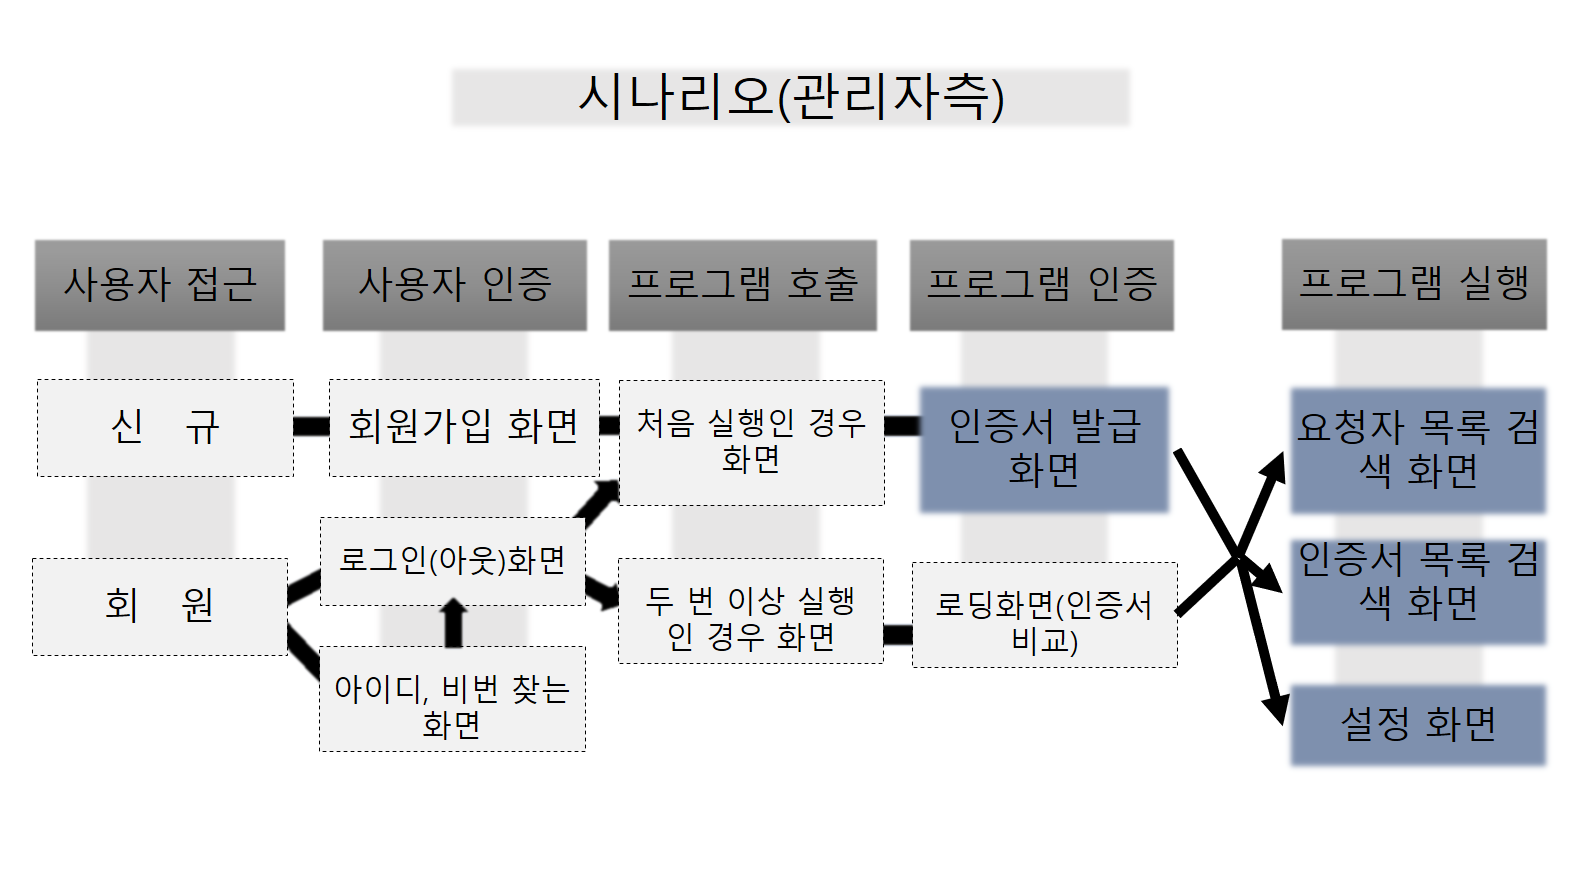 시나리오(관리자측)
사용자 접근
사용자 인증
프로그램 호출
프로그램 인증
프로그램 실행
신 규
회원가입 화면
처음 실행인 경우
화면
인증서 발급
화면
요청자 목록 검
색 화면
회 원
로그인(아웃)화면
두 번 이상 실행
인 경우 화면
로딩화면(인증서
비교)
인증서 목록 검
색 화면
아이디, 비번 찾는
화면
설정 화면